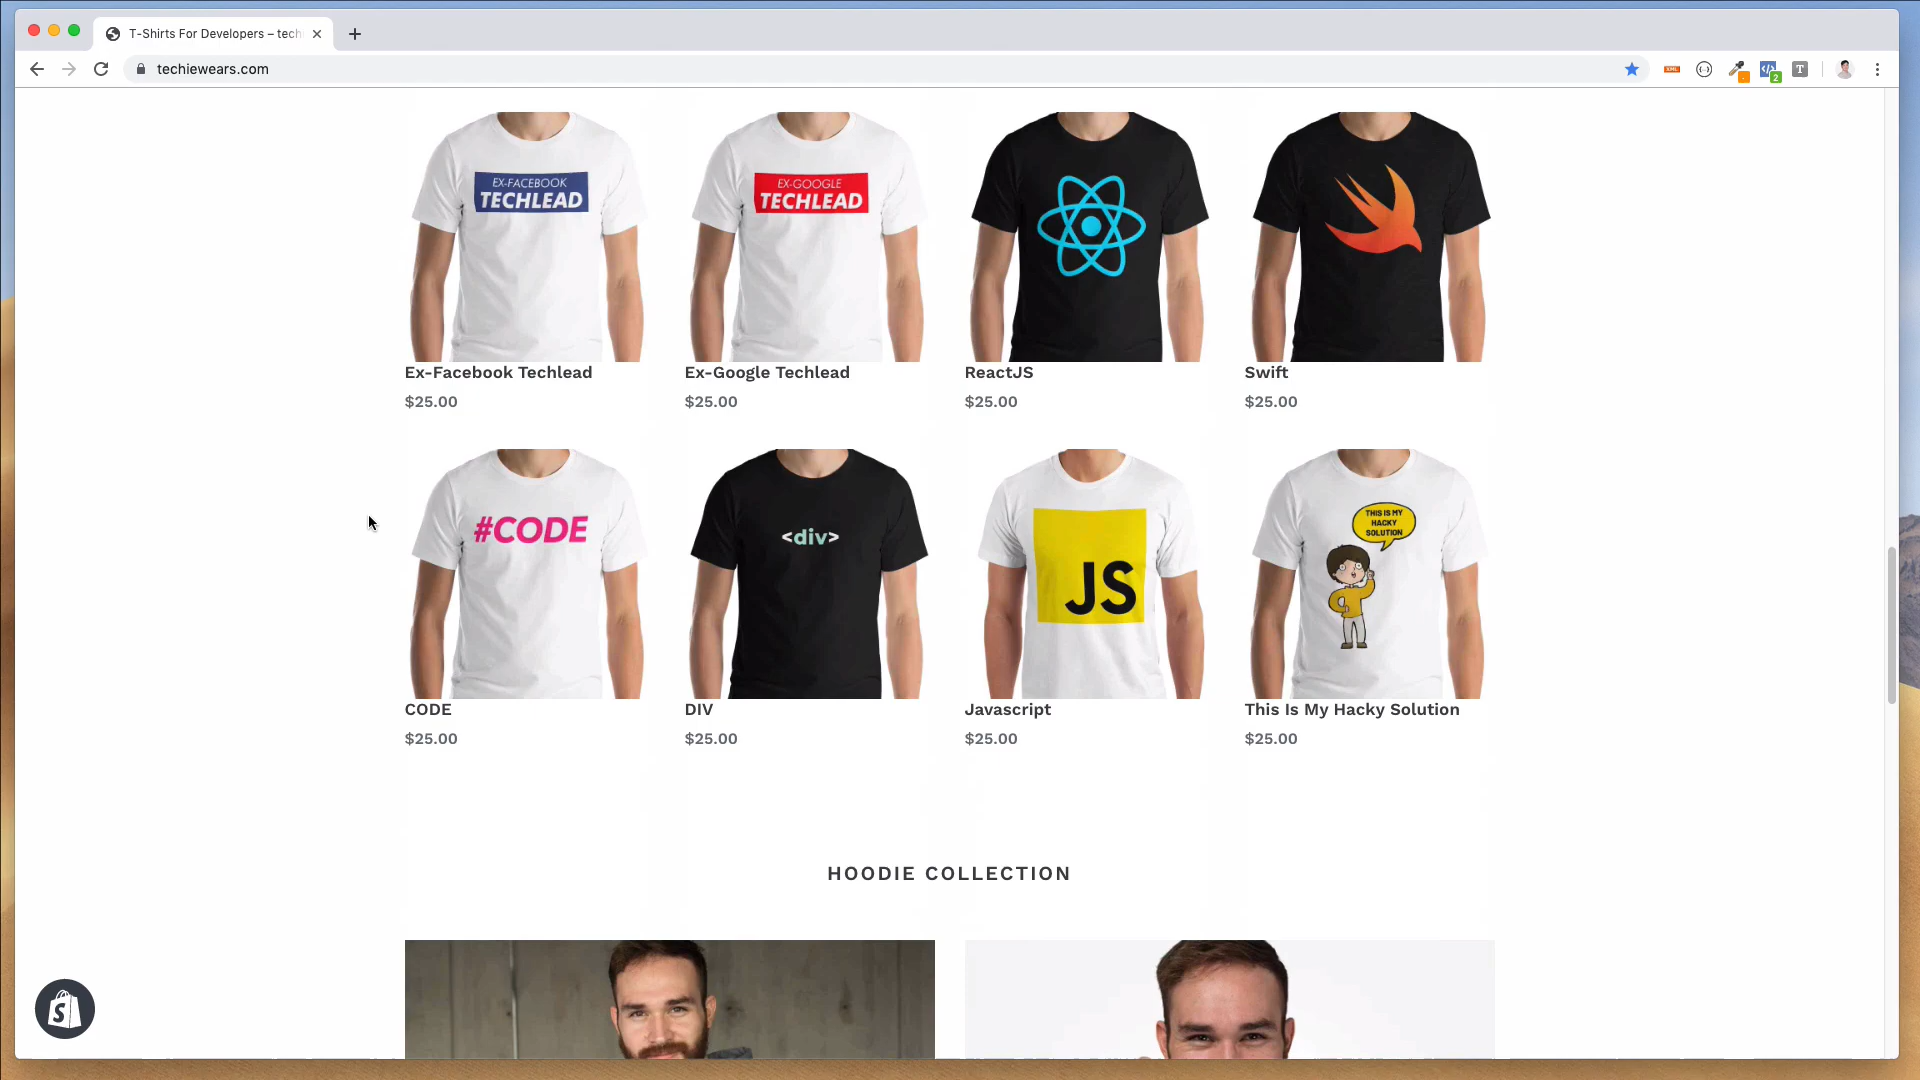 T-Shirts For Developers – tech
techiewears.com
XML
2
T
EX-FACEBOOK
TECHLEAD
EX-GOOGLE
TECHLEAD
Ex-Facebook Techlead
$25.00
Ex-Google Techlead
$25.00
ReactJS
$25.00
Swift
$25.00
#CODE
<div>
JS
THIS IS MY
HACKY
SOLUTION
CODE
$25.00
DIV
$25.00
Javascript
$25.00
This Is My Hacky Solution
$25.00
HOODIE COLLECTION
S